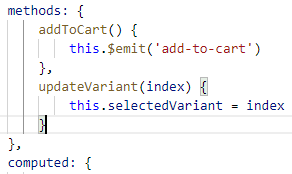 methods: {
    addToCart() {
        this.$emit('add-to-cart')
    },
    updateVariant(index) {
        this.selectedVariant = index
    }
},
computed: {